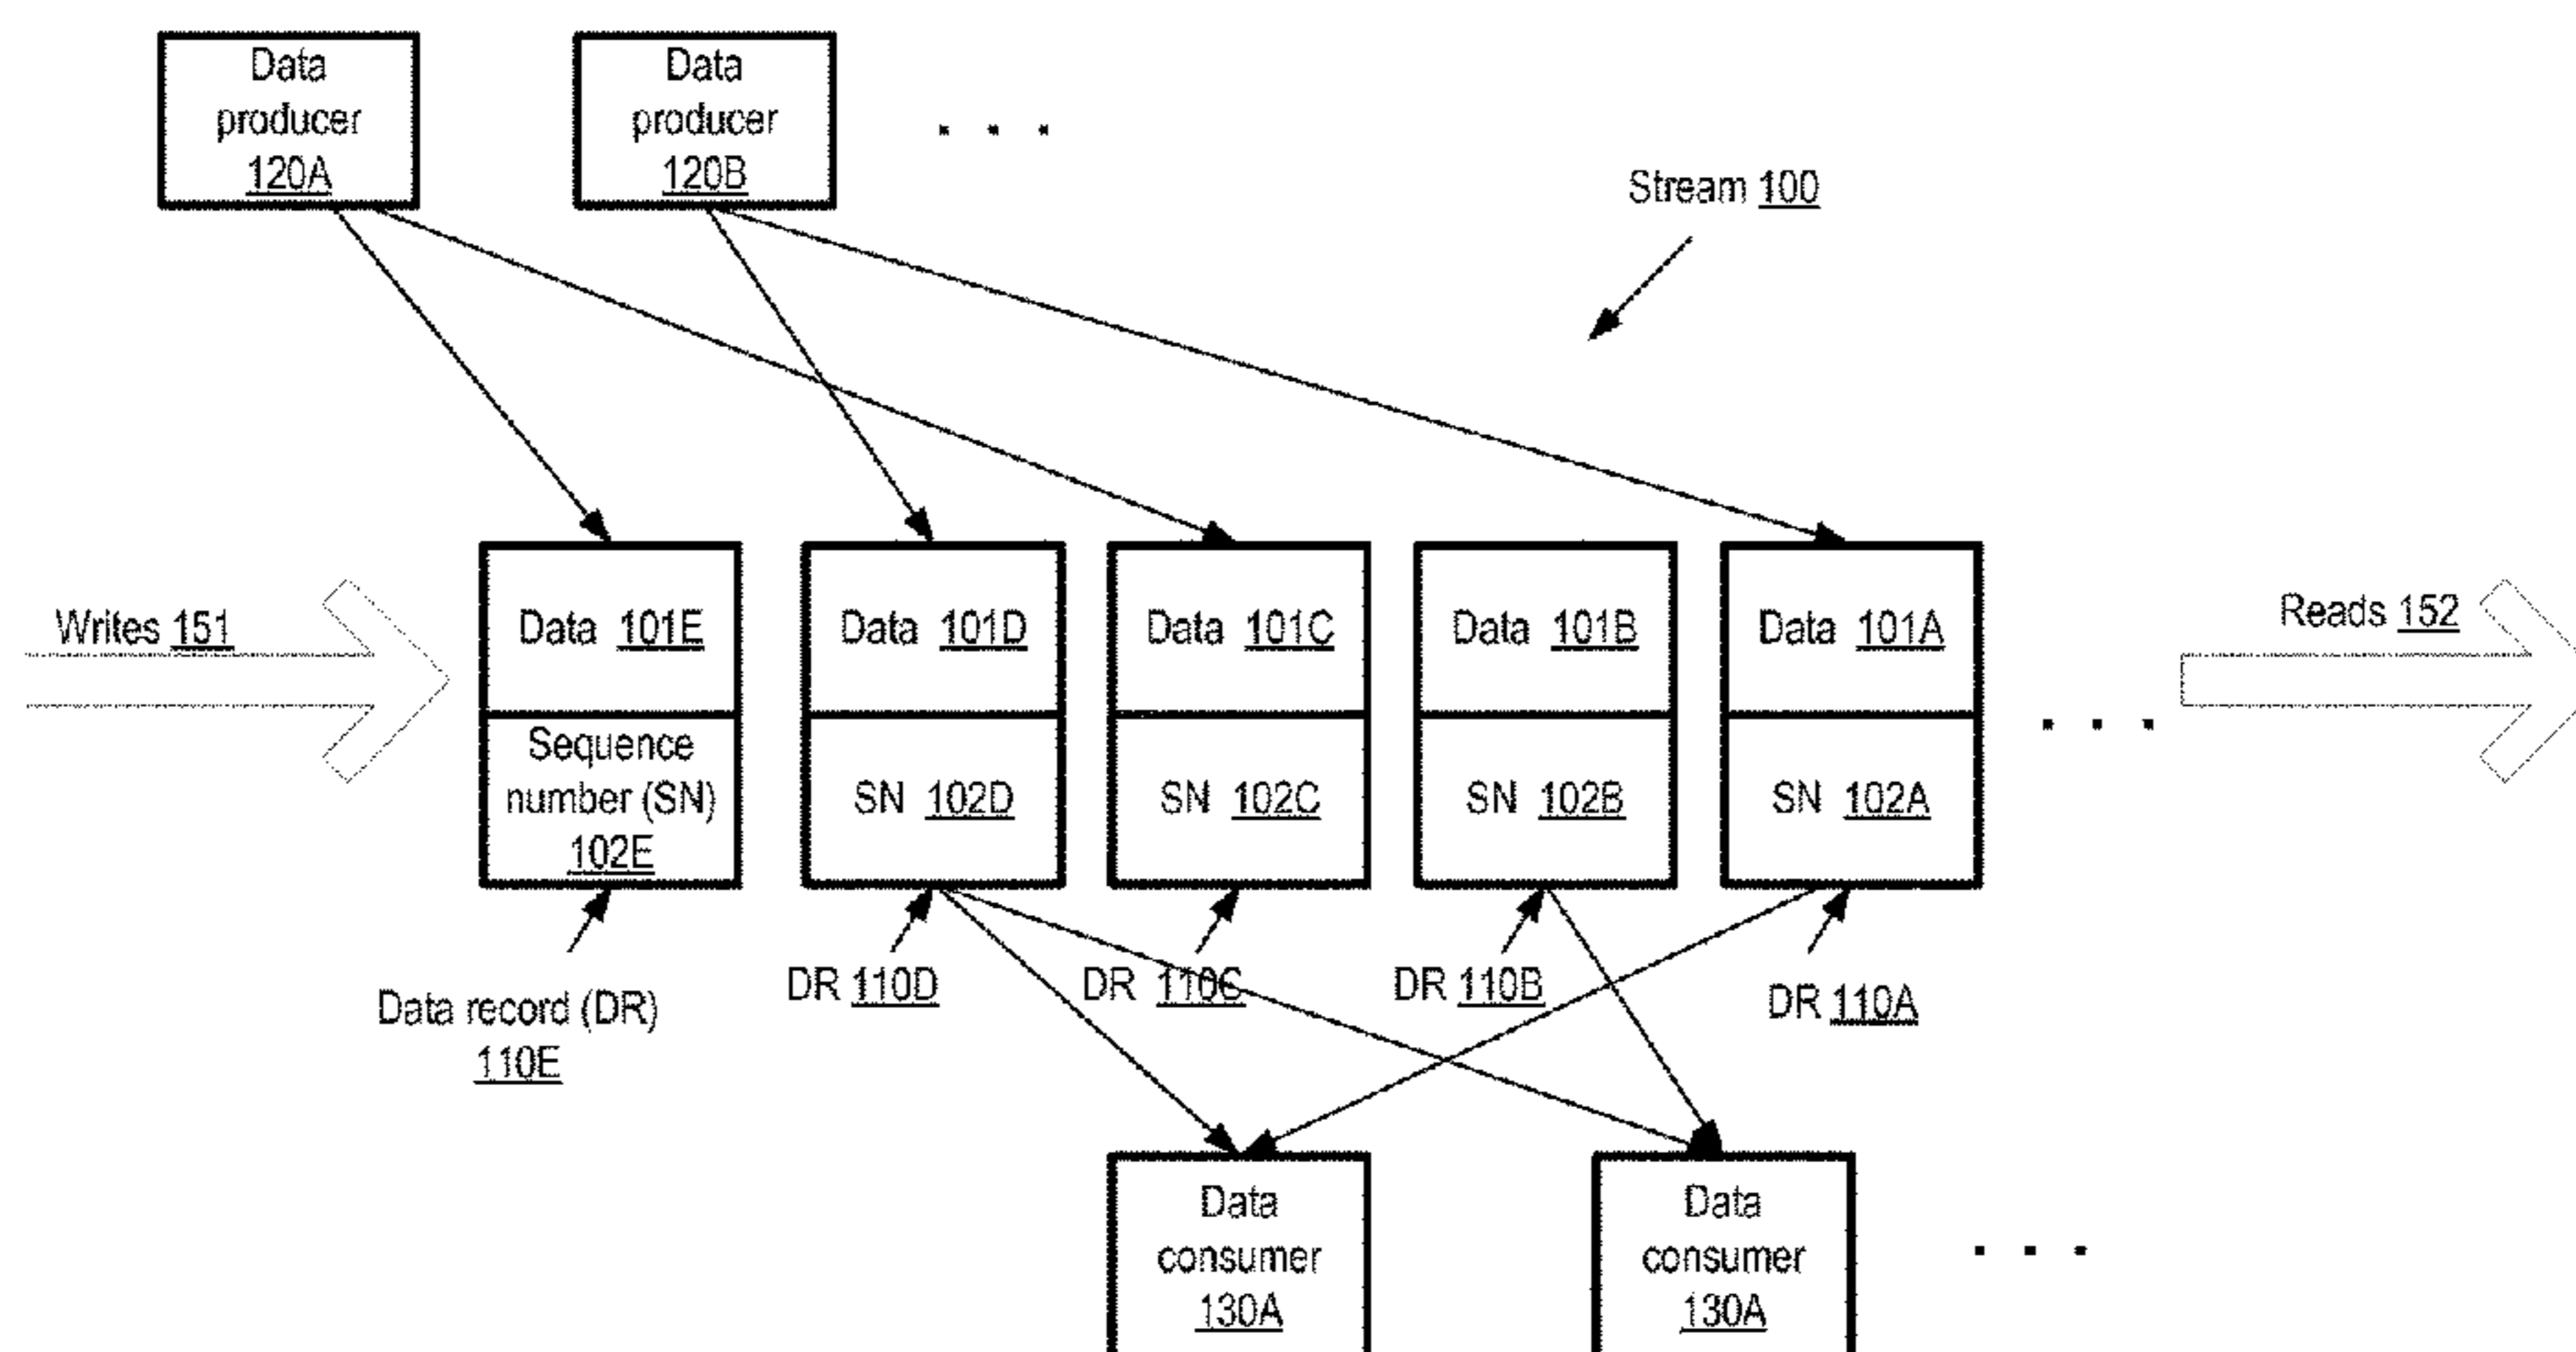 Data
producer
120A
Data
producer
120B
. . .
Stream 100
Writes 151
Data 101E
Data 101D
Data 101C
Data 101B
Data 101A
Reads 152
Sequence
number (SN)
102E
SN 102D
SN 102C
SN 102B
SN 102A
. . .
Data record (DR)
110E
DR 110D
DR 110C
DR 110B
DR 110A
Data
consumer
130A
Data
consumer
130A
. . .